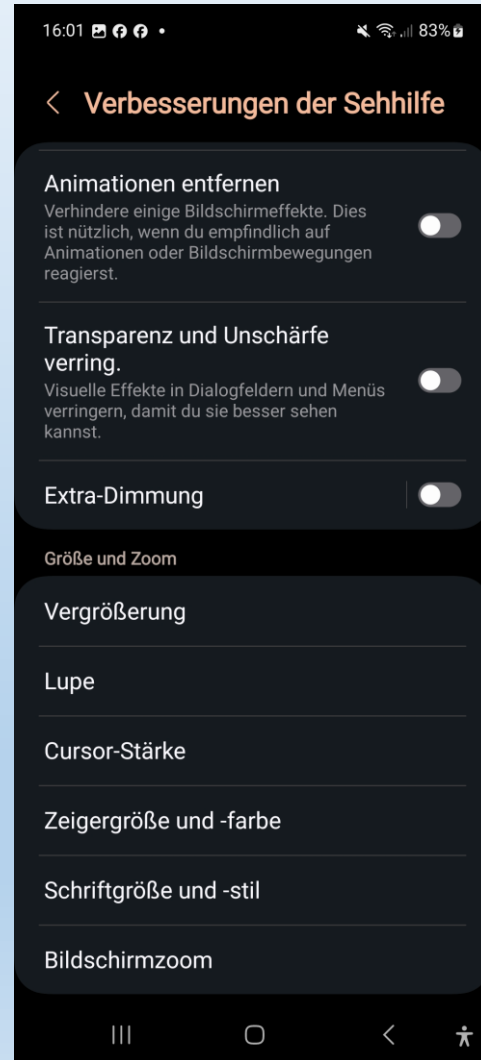 16:01 83%
Verbesserungen der Sehhilfe
Animationen entfernen
Verhindere einige Bildschirmeffekte. Dies
ist nützlich, wenn du empfindlich auf
Animationen oder Bildschirmbewegungen
reagierst.
Transparenz und Unschärfe
verring.
Visuelle Effekte in Dialogfeldern und Menüs
verringern, damit du sie besser sehen
kannst.
Extra-Dimmung
Größe und Zoom
Vergrößerung
Lupe
Cursor-Stärke
Zeigergröße und -farbe
Schriftgröße und -stil
Bildschirmzoom